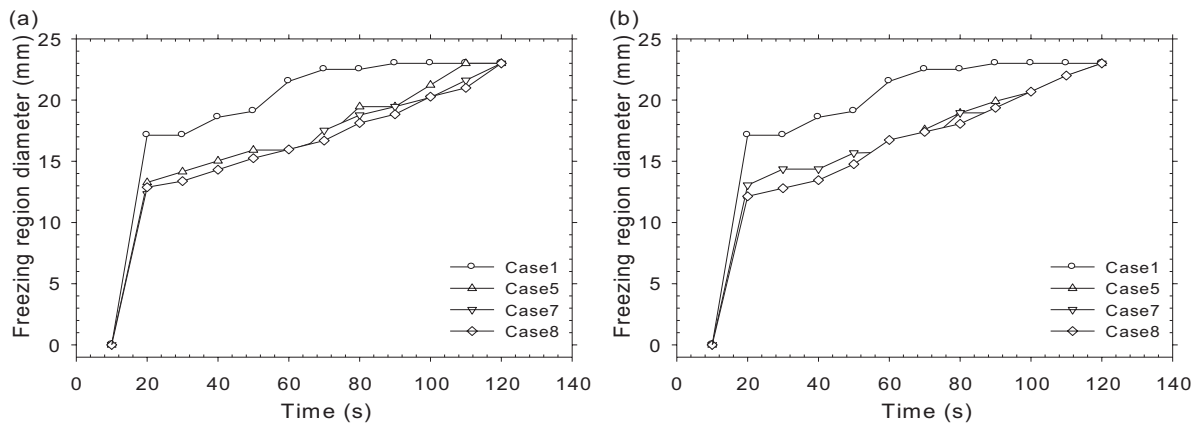 (a)
25
20
15
10
5
0
Freezing region diameter (mm)
Case1
Case5
Case7
Case8
0 20 40 60 80 100 120 140
Time (s)
(b)
25
20
15
10
5
0
Freezing region diameter (mm)
Case1
Case5
Case7
Case8
0 20 40 60 80 100 120 140
Time (s)